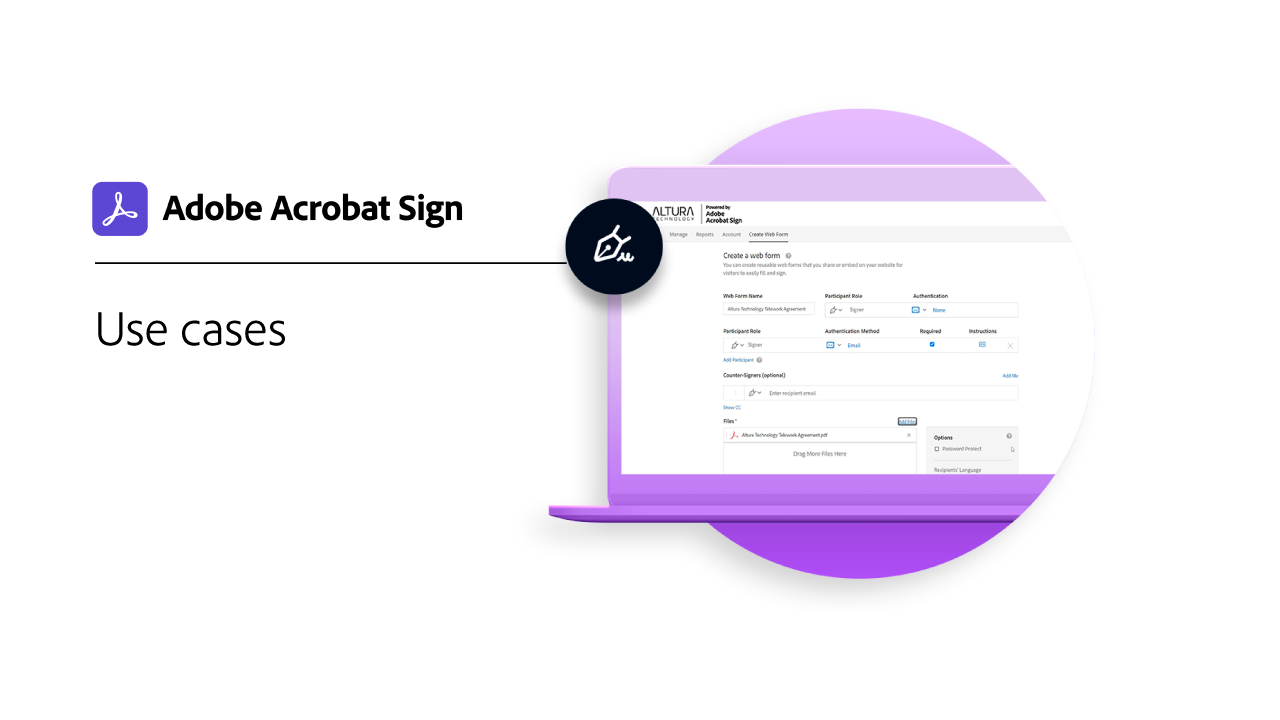 Adobe Acrobat Sign
Use cases
ALTURA
TECHNOLOGY
Powered by
Adobe
Acrobat Sign
Manage Reports Account Create Web Form
Create a web form
You can create reusable web forms that you share or embed on your website for
visitors to easily fill and sign.
Web Form Name Participant Role Authentication
Altura Technology Telework Agreement Signer None
Participant Role Authentication Method Required Instructions
Signer Email
Add Participant
Counter-Signers (optional) Add Me
1 Enter recipient email
Show CC
Files *
Altura Technology Telework Agreement.pdf
Drag More Files Here
Options
Password Protect
Recipients' Language